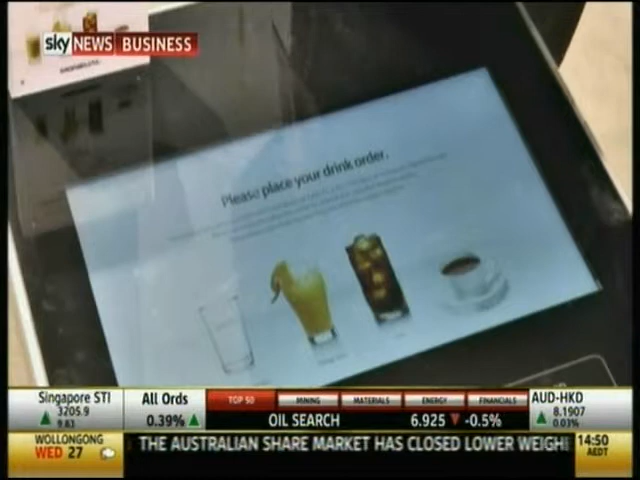 sky NEWS BUSINESS
Please place your drink order.
Singapore STI
3205.9
9.63
All Ords
0.39%
TOP 50
MINING
MATERIALS
ENERGY
FINANCIALS
OIL SEARCH 6.925 -0.5%
AUD-HKD
8.1907
0.03%
WOLLONGONG
WED 27
THE AUSTRALIAN SHARE MARKET HAS CLOSED LOWER WEIGH
14:50
AEDT